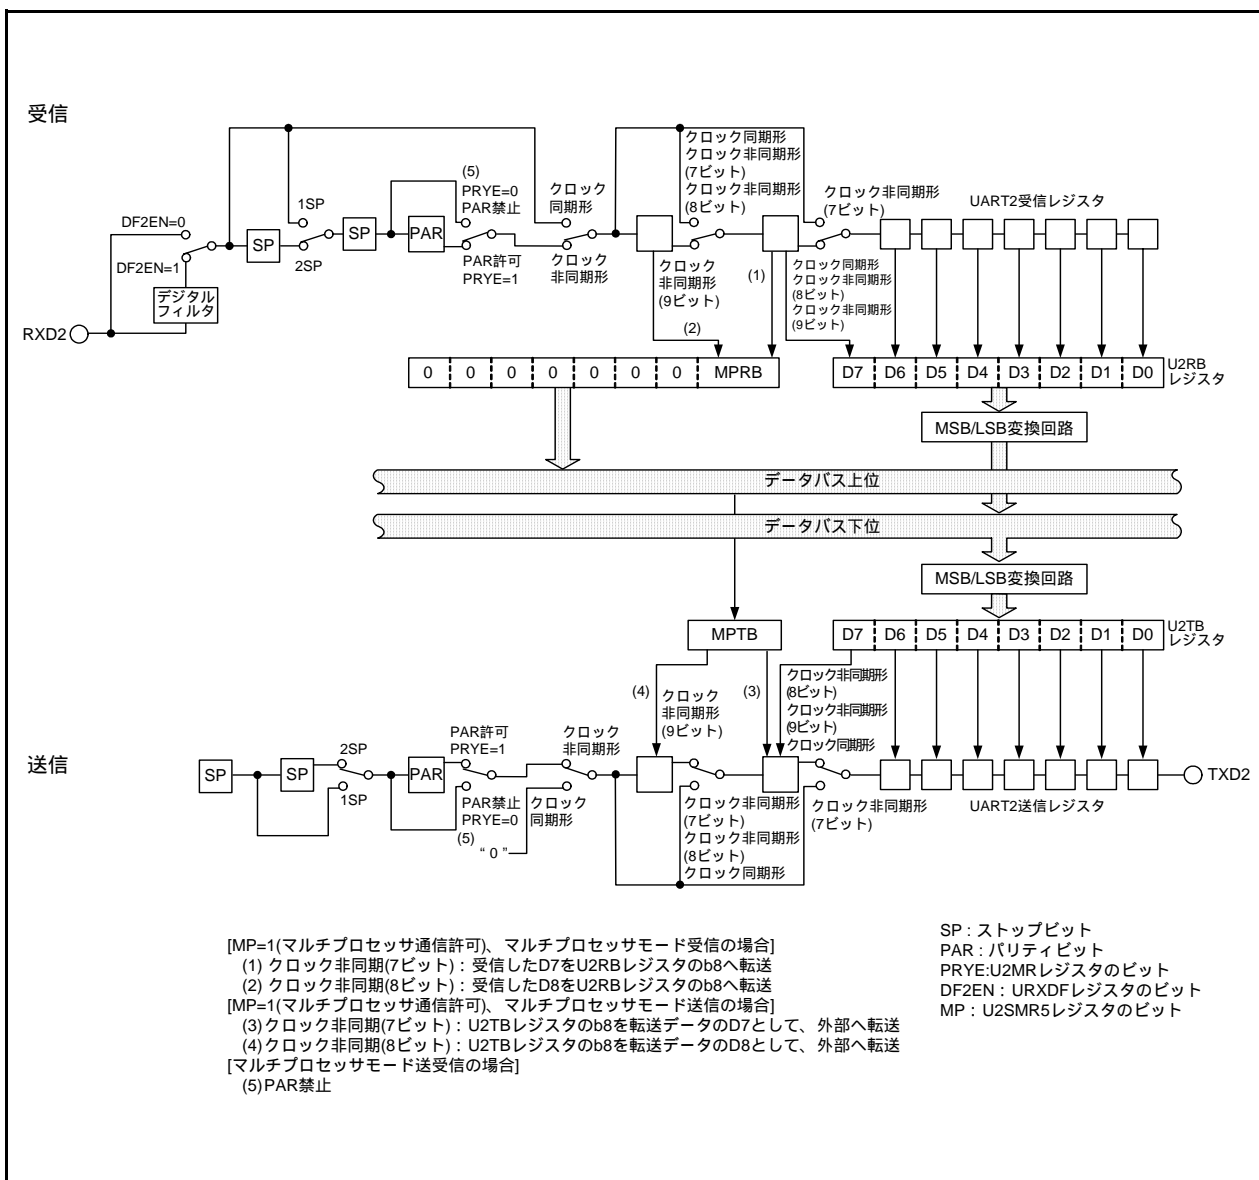 受信
DF2EN=0
DF2EN=1
デジタル
フィルタ
RXD2
SP
1SP
2SP
SP
PAR
(5)
PRYE=0
PAR禁止
PAR許可
PRYE=1
クロック
同期形
クロック
非同期形
クロック同期形
クロック非同期形
(7ビット)
クロック非同期形
(8ビット)
クロック
非同期形
(9ビット)
(2)
(1)
クロック非同期形
(7ビット)
クロック同期形
クロック非同期形
(8ビット)
クロック非同期形
(9ビット)
UART2受信レジスタ
0 0 0 0 0 0 0 MPRB
D7 D6 D5 D4 D3 D2 D1 D0
U2RB
レジスタ
MSB/LSB変換回路
データバス上位
データバス下位
MSB/LSB変換回路
MPTB
D7 D6 D5 D4 D3 D2 D1 D0
U2TB
レジスタ
(4)
クロック
非同期形
(9ビット)
(3)
クロック非同期形
(8ビット)
クロック非同期形
(9ビット)
クロック同期形
送信
SP
SP
2SP
1SP
PAR
PAR許可
PRYE=1
PAR禁止
PRYE=0
(5)
“ 0 ”
クロック
非同期形
クロック
同期形
クロック非同期形
(7ビット)
クロック非同期形
(8ビット)
クロック同期形
クロック非同期形
(7ビット)
UART2送信レジスタ
TXD2
[MP=1(マルチプロセッサ通信許可)、マルチプロセッサモード受信の場合]
(1) クロック非同期(7ビット) : 受信したD7をU2RBレジスタのb8へ転送
(2) クロック非同期(8ビット) : 受信したD8をU2RBレジスタのb8へ転送
[MP=1(マルチプロセッサ通信許可)、マルチプロセッサモード送信の場合]
(3)クロック非同期(7ビット) : U2TBレジスタのb8を転送データのD7として、外部へ転送
(4)クロック非同期(8ビット) : U2TBレジスタのb8を転送データのD8として、外部へ転送
[マルチプロセッサモード送受信の場合]
(5)PAR禁止
SP : ストップビット
PAR : パリティビット
PRYE:U2MRレジスタのビット
DF2EN : URXDFレジスタのビット
MP : U2SMR5レジスタのビット